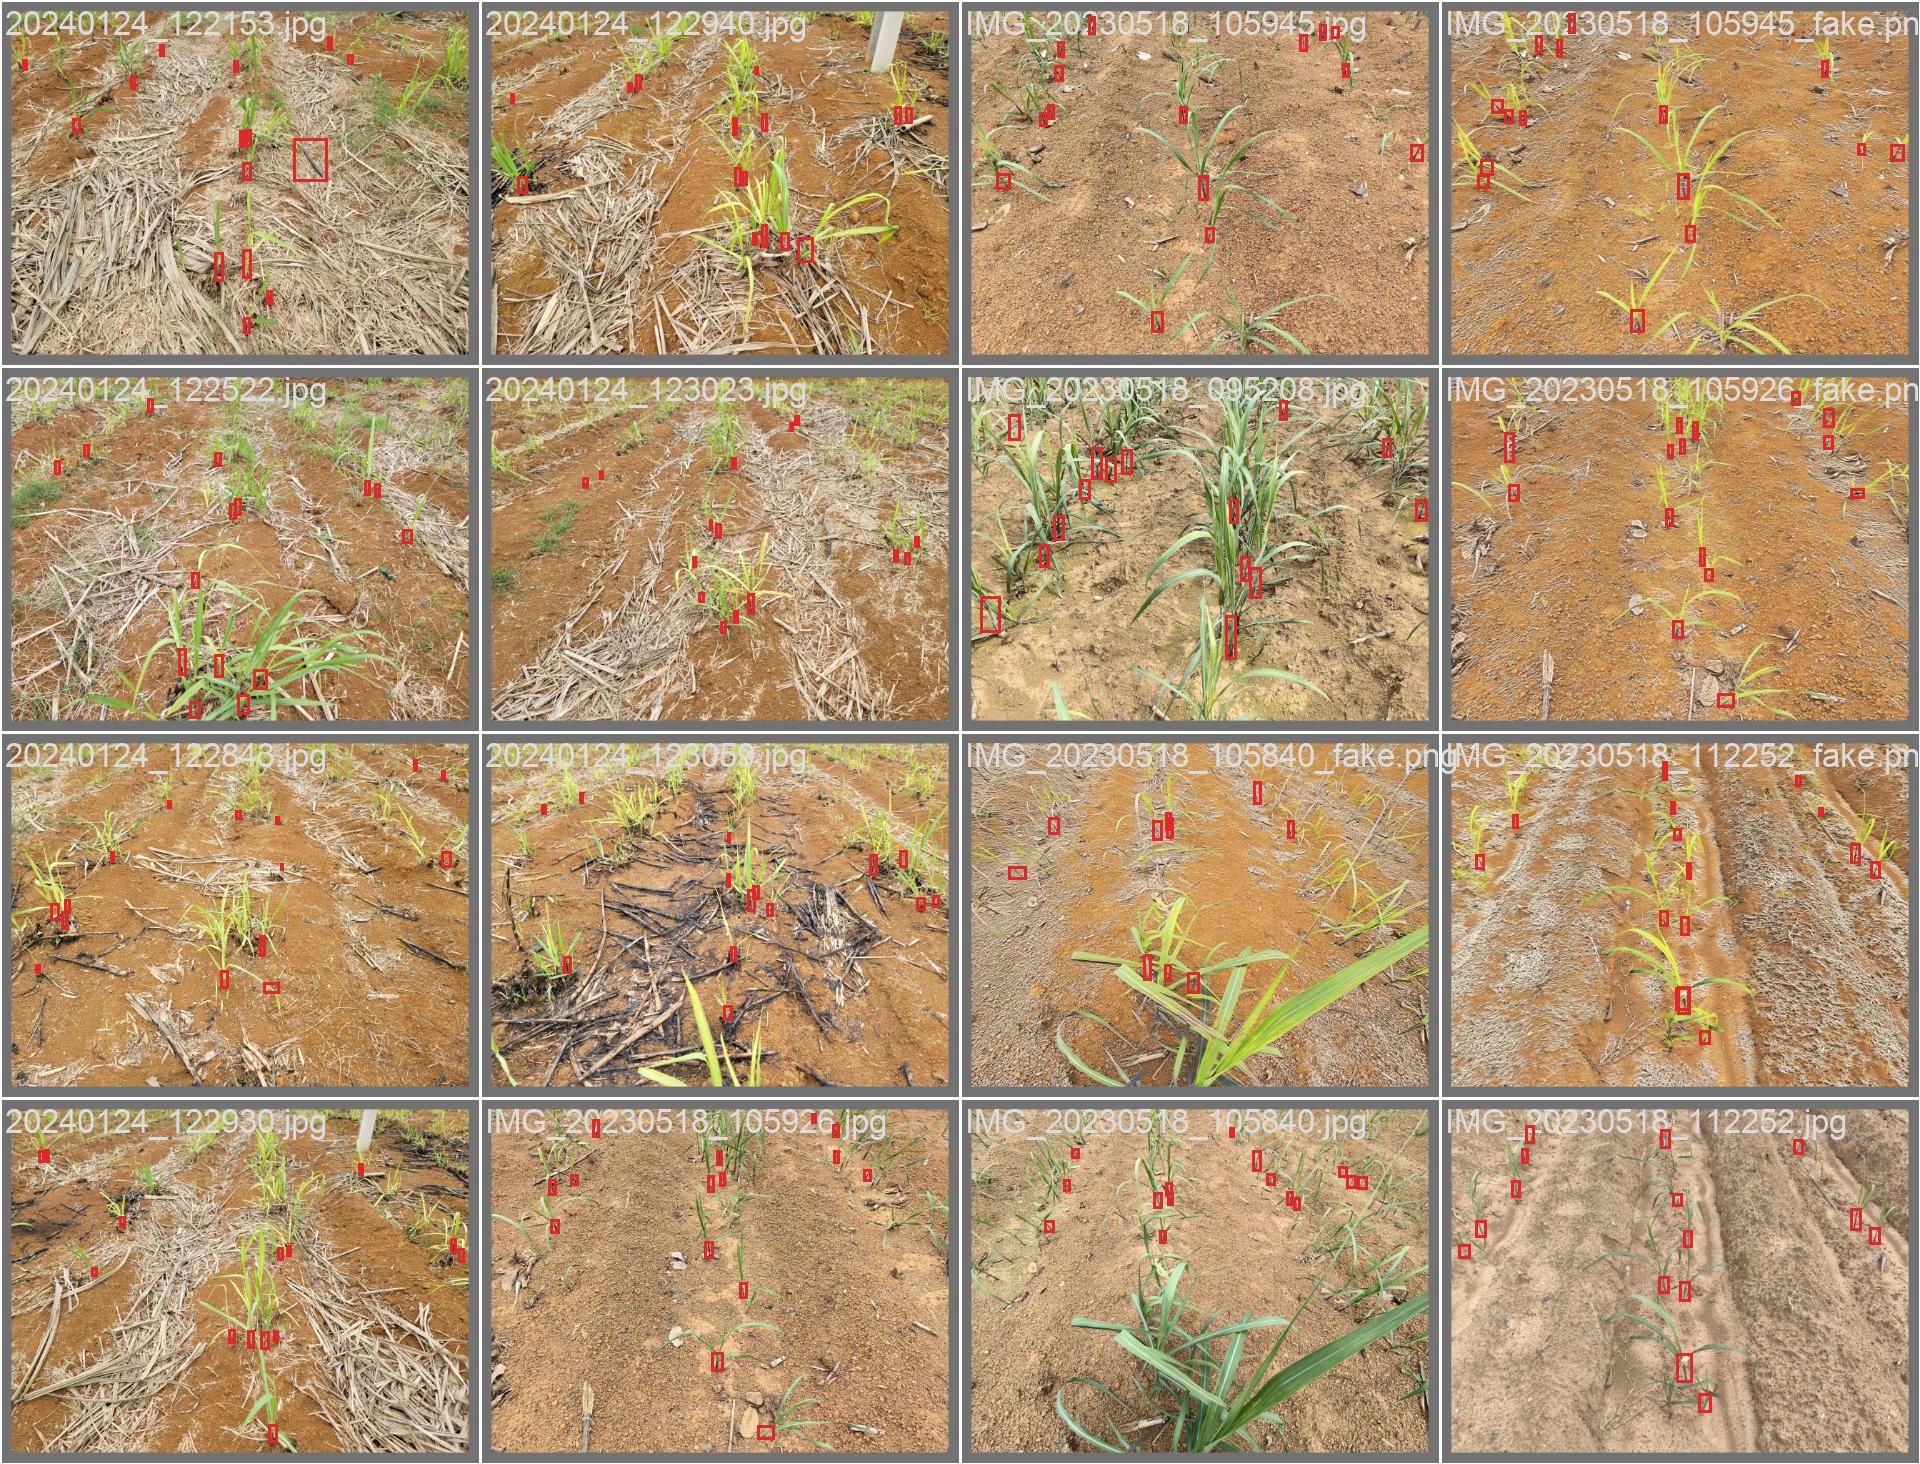 20240124_122153.jpg
20240124_122940.jpg
IMG_20230518_105945.jpg
IMG_20230518_105945_fake.pn
20240124_122522.jpg
20240124_123023.jpg
IMG_20230518_095208.jpg
IMG_20230518_105926_fake.pn
20240124_122843.jpg
20240124_123059.jpg
IMG_20230518_105840_fake.png
IMG_20230518_112252_fake.pn
20240124_122930.jpg
IMG_20230518_105926.jpg
IMG_20230518_105840.jpg
IMG_20230518_112252.jpg